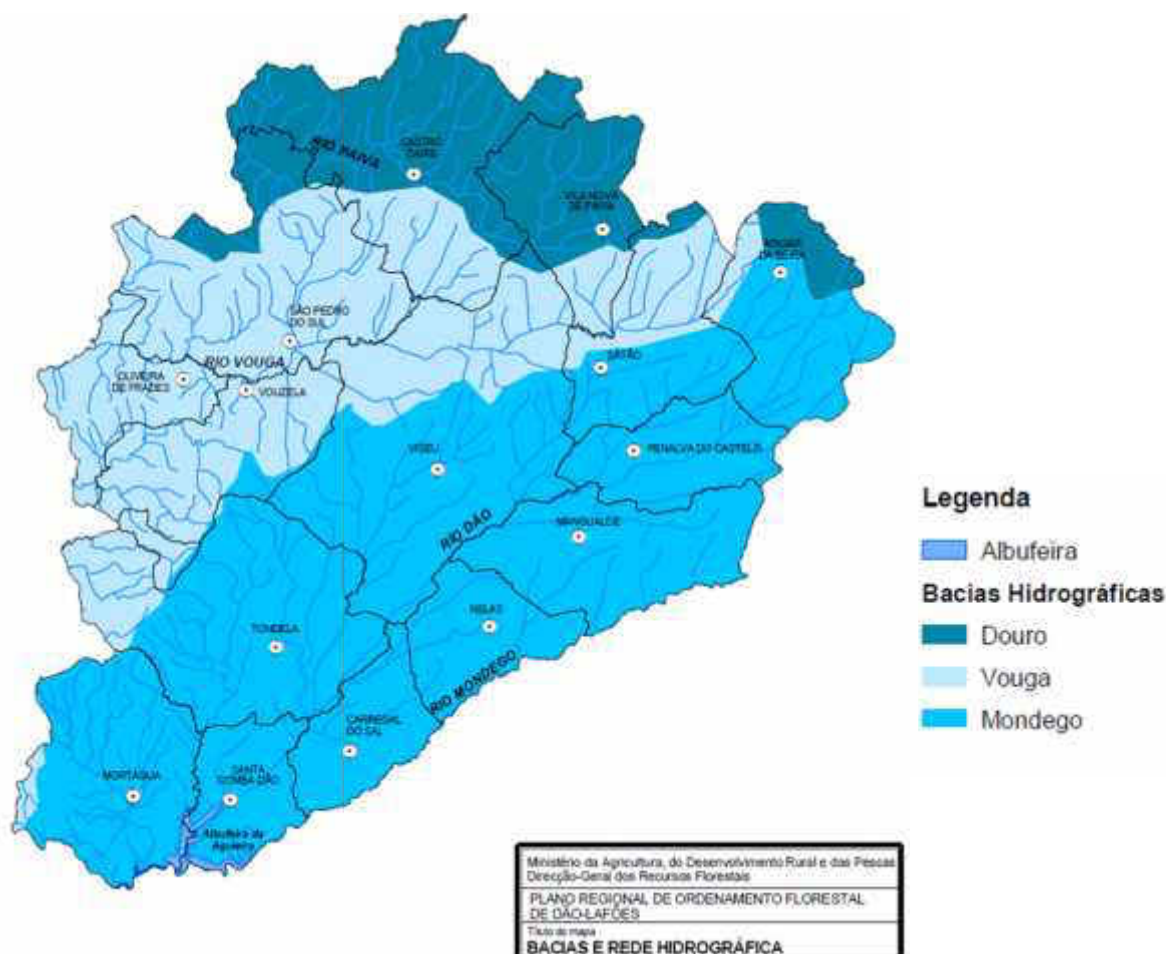 RIO PAIVA
CASTRO
DAIRE
VILA NOVA
DE PAIVA
AGUIAR
DA BEIRA
SÃO PEDRO
DO SUL
RIO VOUGA
OLIVEIRA
DE FRADES
VOUZELA
SÁTÃO
VISEU
PENALVA DO CASTELO
RIO DÃO
MANGUALDE
NELAS
TONDELA
RIO MONDEGO
CARREGAL
DO SAL
MORTÁGUA
SANTA
COMBA DÃO
Albufeira da
Aguieira
Legenda
Albufeira
Bacias Hidrográficas
Douro
Vouga
Mondego
Ministério da Agricultura, do Desenvolvimento Rural e das Pescas
Direcção-Geral dos Recursos Florestais
PLANO REGIONAL DE ORDENAMENTO FLORESTAL
DE DÃO-LAFÕES
Título do mapa
BACIAS E REDE HIDROGRÁFICA